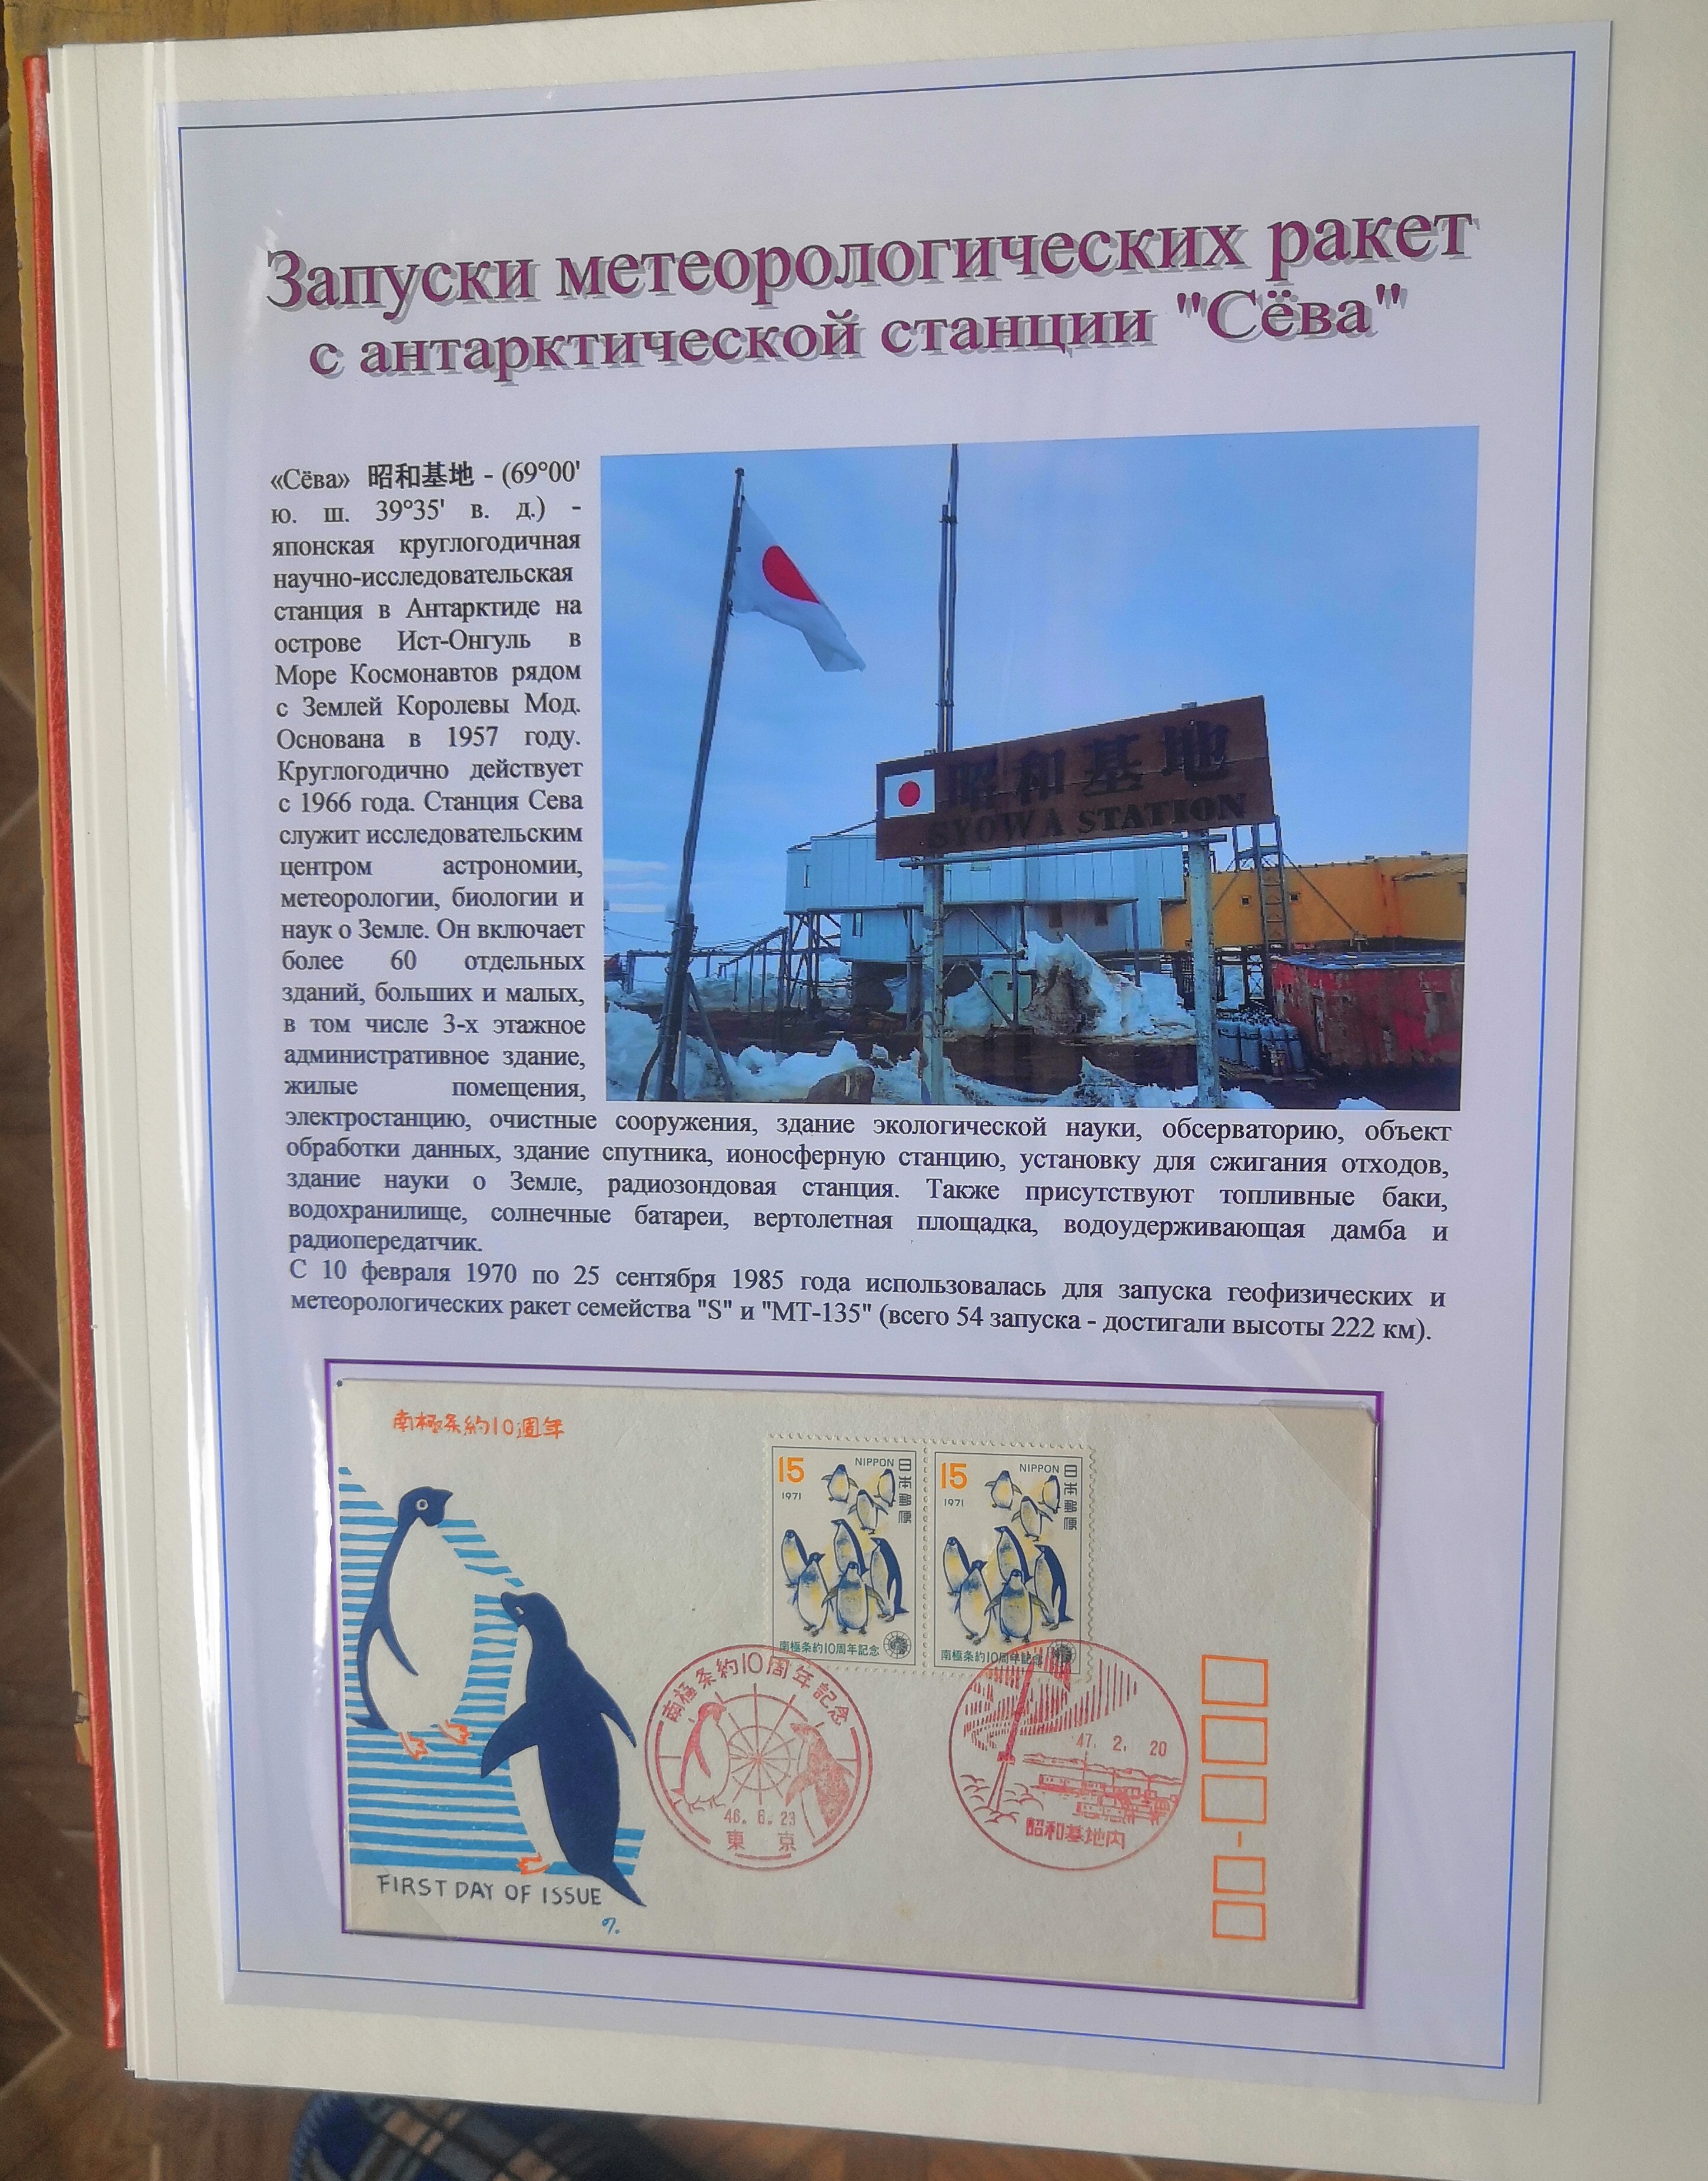 Запуски метеорологических ракет
с антарктической станции "Сёва"
«Сёва» 昭和基地 - (69°00'
ю. ш. 39°35' в. д.) -
японская круглогодичная
научно-исследовательская
станция в Антарктиде на
острове Ист-Онгуль в
Море Космонавтов рядом
с Землей Королевы Мод.
Основана в 1957 году.
Круглогодично действует
с 1966 года. Станция Сева
служит исследовательским
центром астрономии,
метеорологии, биологии и
наук о Земле. Он включает
более 60 отдельных
зданий, больших и малых,
в том числе 3-х этажное
административное здание,
жилые помещения,
электростанцию, очистные сооружения, здание экологической науки, обсерваторию, объект
обработки данных, здание спутника, ионосферную станцию, установку для сжигания отходов,
здание науки о Земле, радиозондовая станция. Также присутствуют топливные баки,
водохранилище, солнечные батареи, вертолетная площадка, водоудерживающая дамба и
радиопередатчик.
С 10 февраля 1970 по 25 сентября 1985 года использовалась для запуска геофизических и
метеорологических ракет семейства "S" и "МТ-135" (всего 54 запуска - достигали высоты 222 км).
昭和基地
SYOWA STATION
南極条約10週年
15 NIPPON 日本郵便
1971
南極条約10周年記念
15 NIPPON 日本郵便
1971
南極条約10周年記念
南極条約10周年記念
46. 6. 23
東京
47. 2. 20
昭和基地内
FIRST DAY OF ISSUE